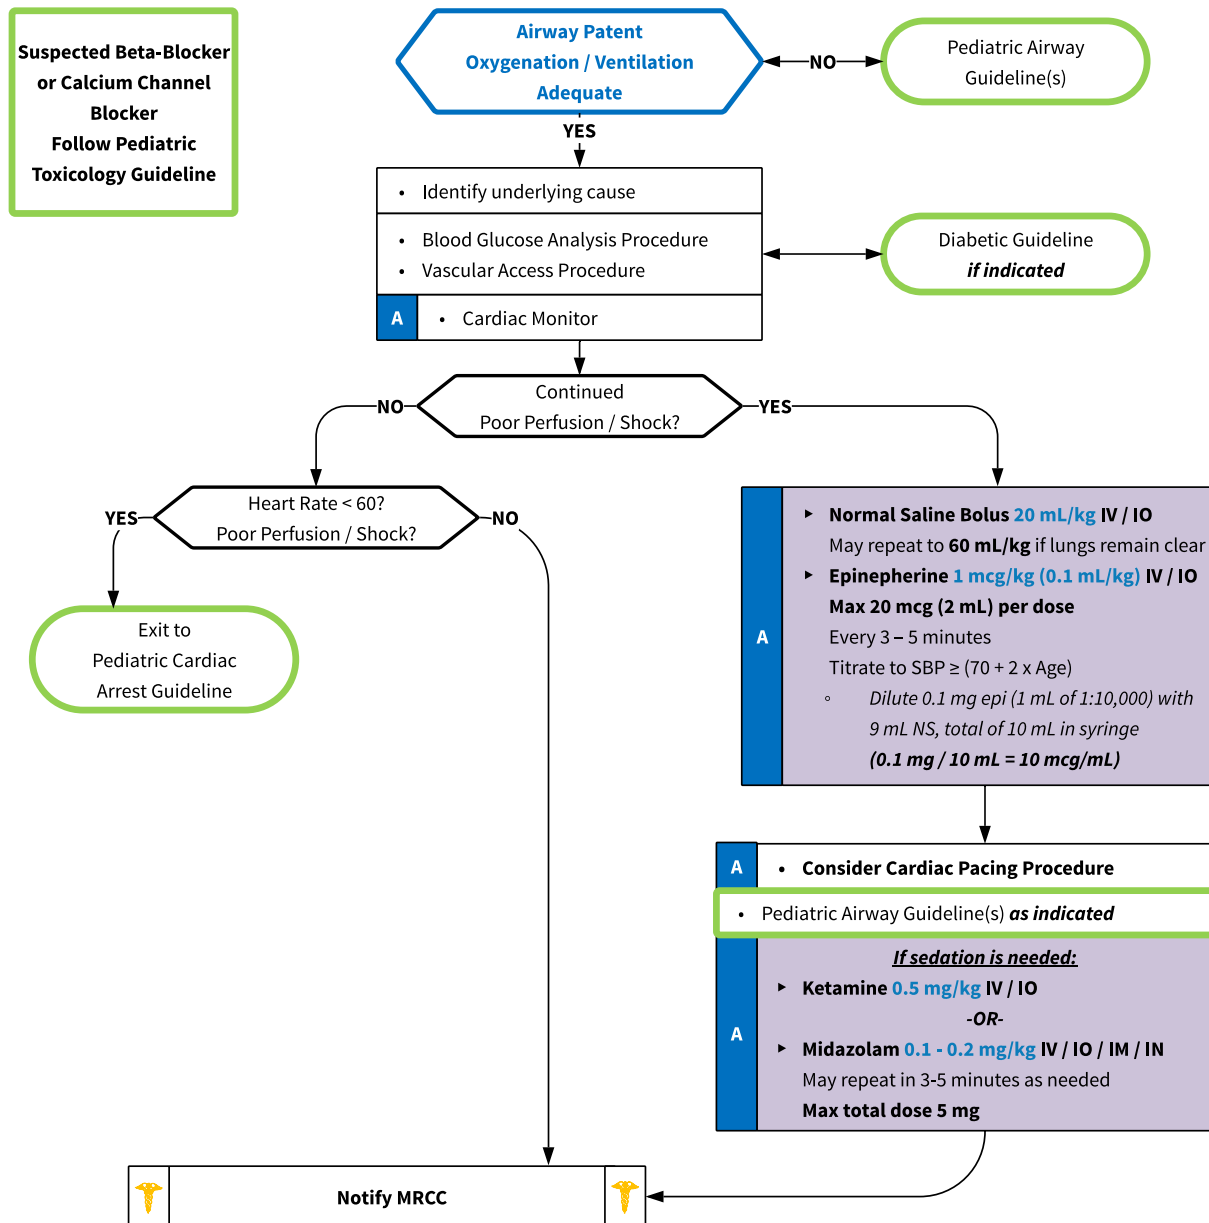 Suspected Beta-Blocker
or Calcium Channel
Blocker
Follow Pediatric
Toxicology Guideline
Airway Patent
Oxygenation / Ventilation
Adequate
NO
Pediatric Airway
Guideline(s)
YES
• Identify underlying cause
• Blood Glucose Analysis Procedure
• Vascular Access Procedure
Diabetic Guideline
if indicated
A
• Cardiac Monitor
Continued
Poor Perfusion / Shock?
NO
YES
Heart Rate < 60?
Poor Perfusion / Shock?
YES
NO
Exit to
Pediatric Cardiac
Arrest Guideline
A
▸ Normal Saline Bolus 20 mL/kg IV / IO
May repeat to 60 mL/kg if lungs remain clear
▸ Epinepherine 1 mcg/kg (0.1 mL/kg) IV / IO
Max 20 mcg (2 mL) per dose
Every 3 – 5 minutes
Titrate to SBP ≥ (70 + 2 x Age)
◦ Dilute 0.1 mg epi (1 mL of 1:10,000) with
9 mL NS, total of 10 mL in syringe
(0.1 mg / 10 mL = 10 mcg/mL)
A
• Consider Cardiac Pacing Procedure
• Pediatric Airway Guideline(s) as indicated
A
If sedation is needed:
▸ Ketamine 0.5 mg/kg IV / IO
-OR-
▸ Midazolam 0.1 - 0.2 mg/kg IV / IO / IM / IN
May repeat in 3-5 minutes as needed
Max total dose 5 mg
Notify MRCC